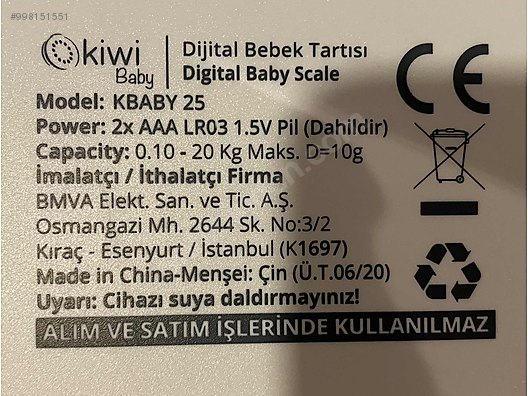 #998151551
kiwi Baby
Dijital Bebek Tartısı
Digital Baby Scale
CE
Model: KBABY 25
Power: 2x AAA LR03 1.5V Pil (Dahildir)
Capacity: 0.10 - 20 Kg Maks. D=10g
İmalatçı / İthalatçı Firma
BMVA Elekt. San. ve Tic. A.Ş.
Osmangazi Mh. 2644 Sk. No:3/2
Kıraç - Esenyurt / İstanbul (K1697)
Made in China-Menşei: Çin (Ü.T.06/20)
Uyarı: Cihazı suya daldırmayınız!
ALIM VE SATIM İŞLERİNDE KULLANILMAZ